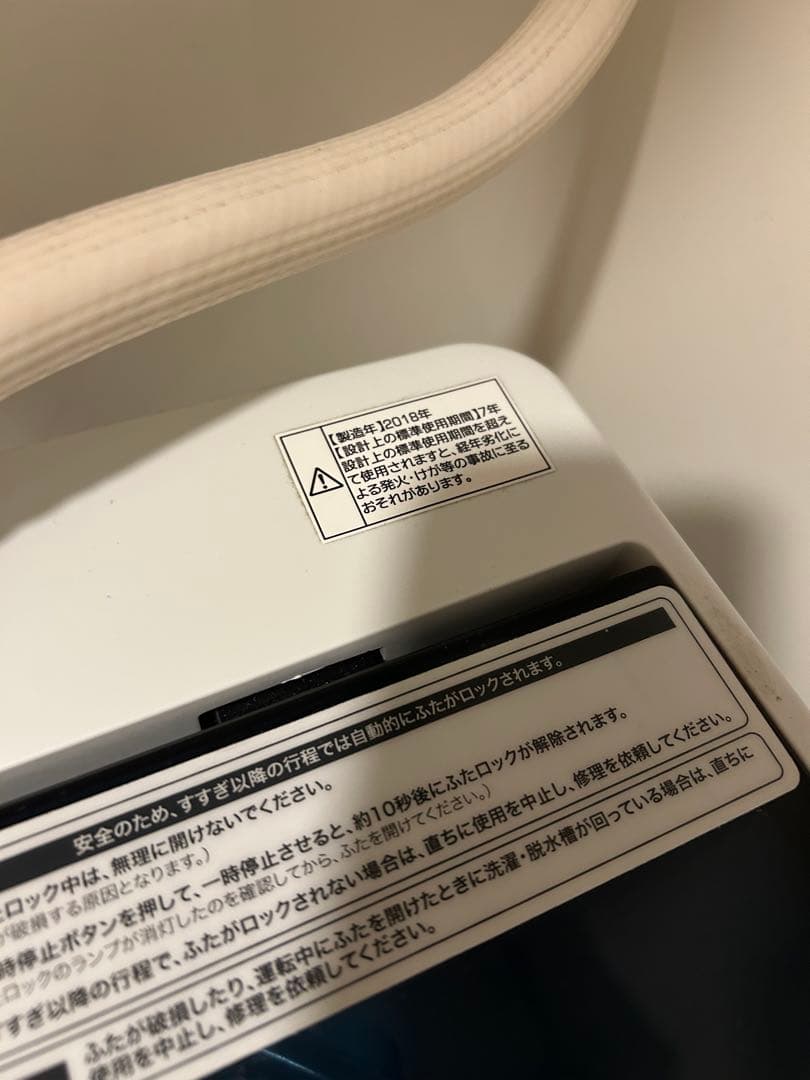 【製造年】2018年
【設計上の標準使用期間】7年
設計上の標準使用期間を超え
て使用されますと、経年劣化に
よる発火・けが等の事故に至る
おそれがあります。
安全のため、すすぎ以降の行程では自動的にふたがロックされます。
ロック中は、無理に開けないでください。
が破損する原因となります。)
時停止ボタンを押して、一時停止させると、約10秒後にふたロックが解除されます。
ロックのランプが消灯したのを確認してから、ふたを開けてください。)
すすぎ以降の行程で、ふたがロックされない場合は、直ちに使用を中止し、修理を依頼してください。
ふたが破損したり、運転中にふたを開けたときに洗濯・脱水槽が回っている場合は、直ちに
使用を中止し、修理を依頼してください。